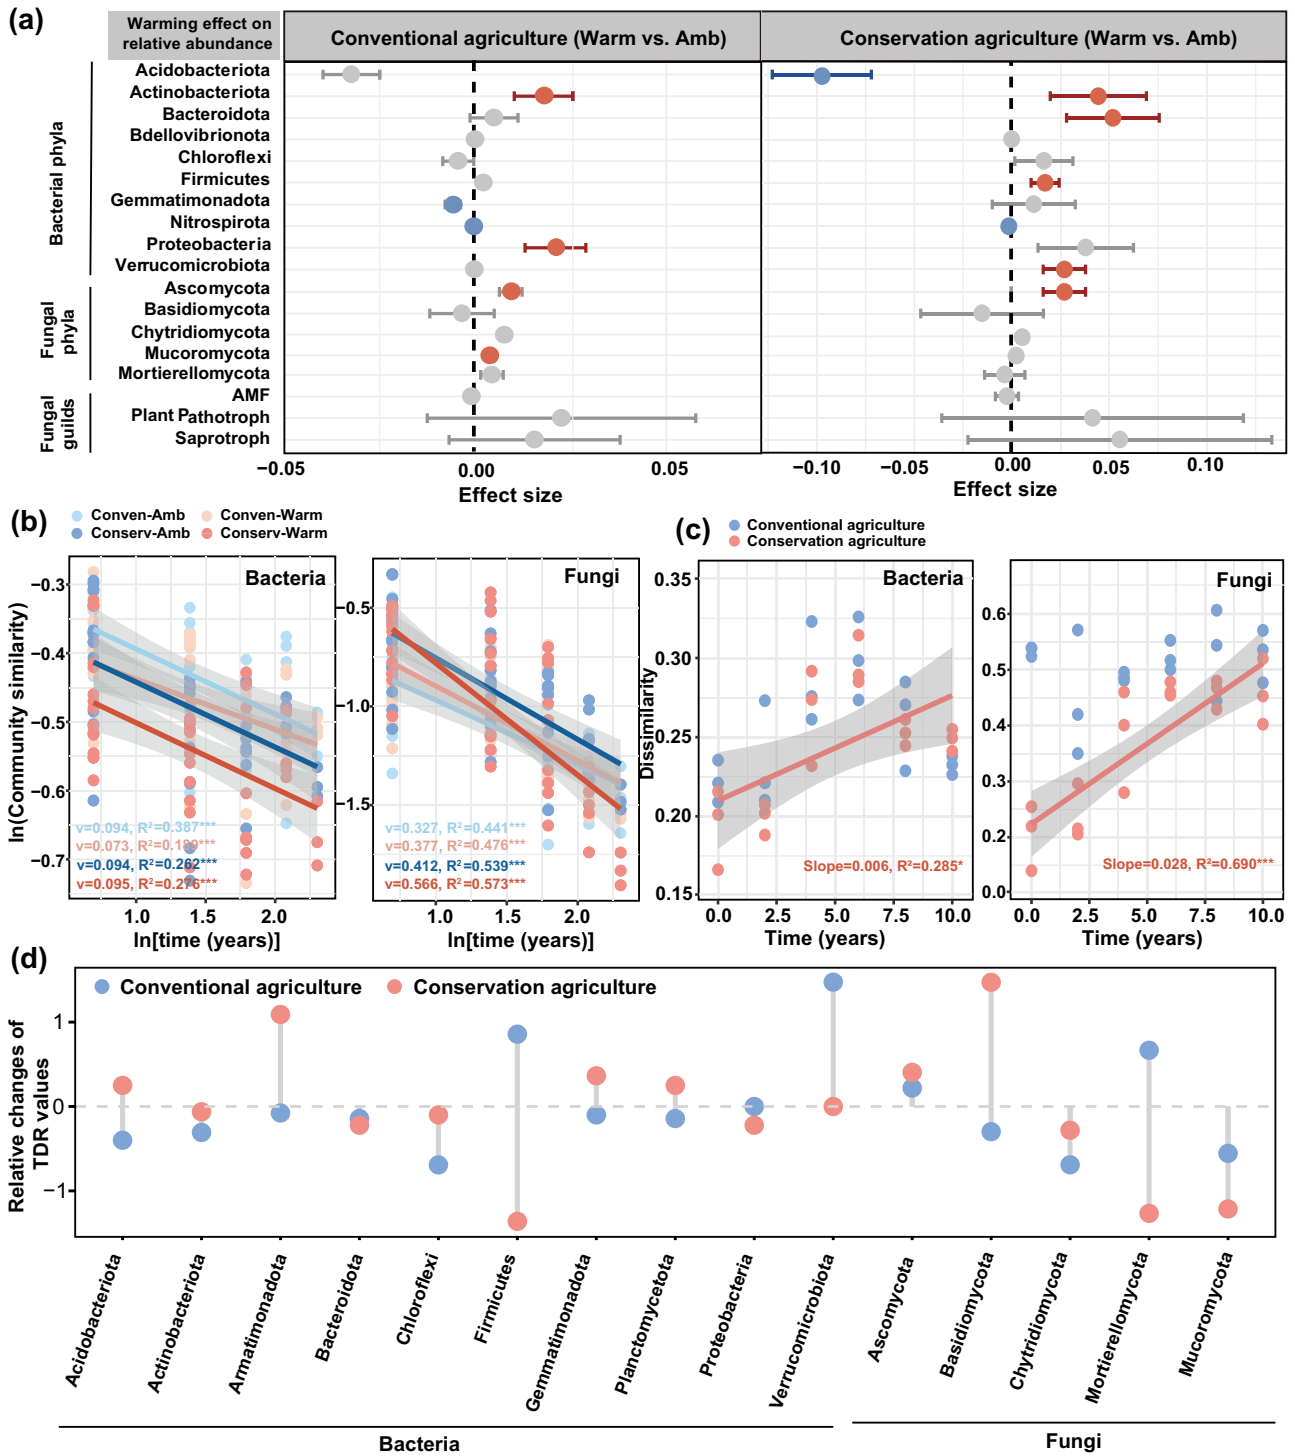 (a)
Warming effect on
relative abundance
Conventional agriculture (Warm vs. Amb)
Conservation agriculture (Warm vs. Amb)
Bacterial phyla
Acidobacteriota
Actinobacteriota
Bacteroidota
Bdellovibrionota
Chloroflexi
Firmicutes
Gemmatimonadota
Nitrospirota
Proteobacteria
Verrucomicrobiota
Fungal
phyla
Ascomycota
Basidiomycota
Chytridiomycota
Mucoromycota
Mortierellomycota
Fungal
guilds
AMF
Plant Pathotroph
Saprotroph
−0.05 0.00 0.05
Effect size
−0.10 −0.05 0.00 0.05 0.10
Effect size
(b)
Conven-Amb Conven-Warm
Conserv-Amb Conserv-Warm
ln(Community similarity)
Bacteria
−0.3
−0.4
−0.5
−0.6
−0.7
v=0.094, R²=0.387***
v=0.073, R²=0.189***
v=0.094, R²=0.262***
v=0.095, R²=0.276***
1.0 1.5 2.0
ln[time (years)]
Fungi
−0.5
−1.0
−1.5
v=0.327, R²=0.441***
v=0.377, R²=0.476***
v=0.412, R²=0.539***
v=0.566, R²=0.573***
1.0 1.5 2.0
ln[time (years)]
(c)
Conventional agriculture
Conservation agriculture
Dissimilarity
Bacteria
0.35
0.30
0.25
0.20
0.15
Slope=0.006, R²=0.285*
0.0 2.5 5.0 7.5 10.0
Time (years)
Fungi
0.6
0.5
0.4
0.3
0.2
0.0
Slope=0.028, R²=0.690***
0.0 2.5 5.0 7.5 10.0
Time (years)
(d)
Conventional agriculture Conservation agriculture
Relative changes of
TDR values
1
0
−1
Acidobacteriota
Actinobacteriota
Armatimonadota
Bacteroidota
Chloroflexi
Firmicutes
Gemmatimonadota
Planctomycetota
Proteobacteria
Verrucomicrobiota
Ascomycota
Basidiomycota
Chytridiomycota
Mortierellomycota
Mucoromycota
Bacteria
Fungi